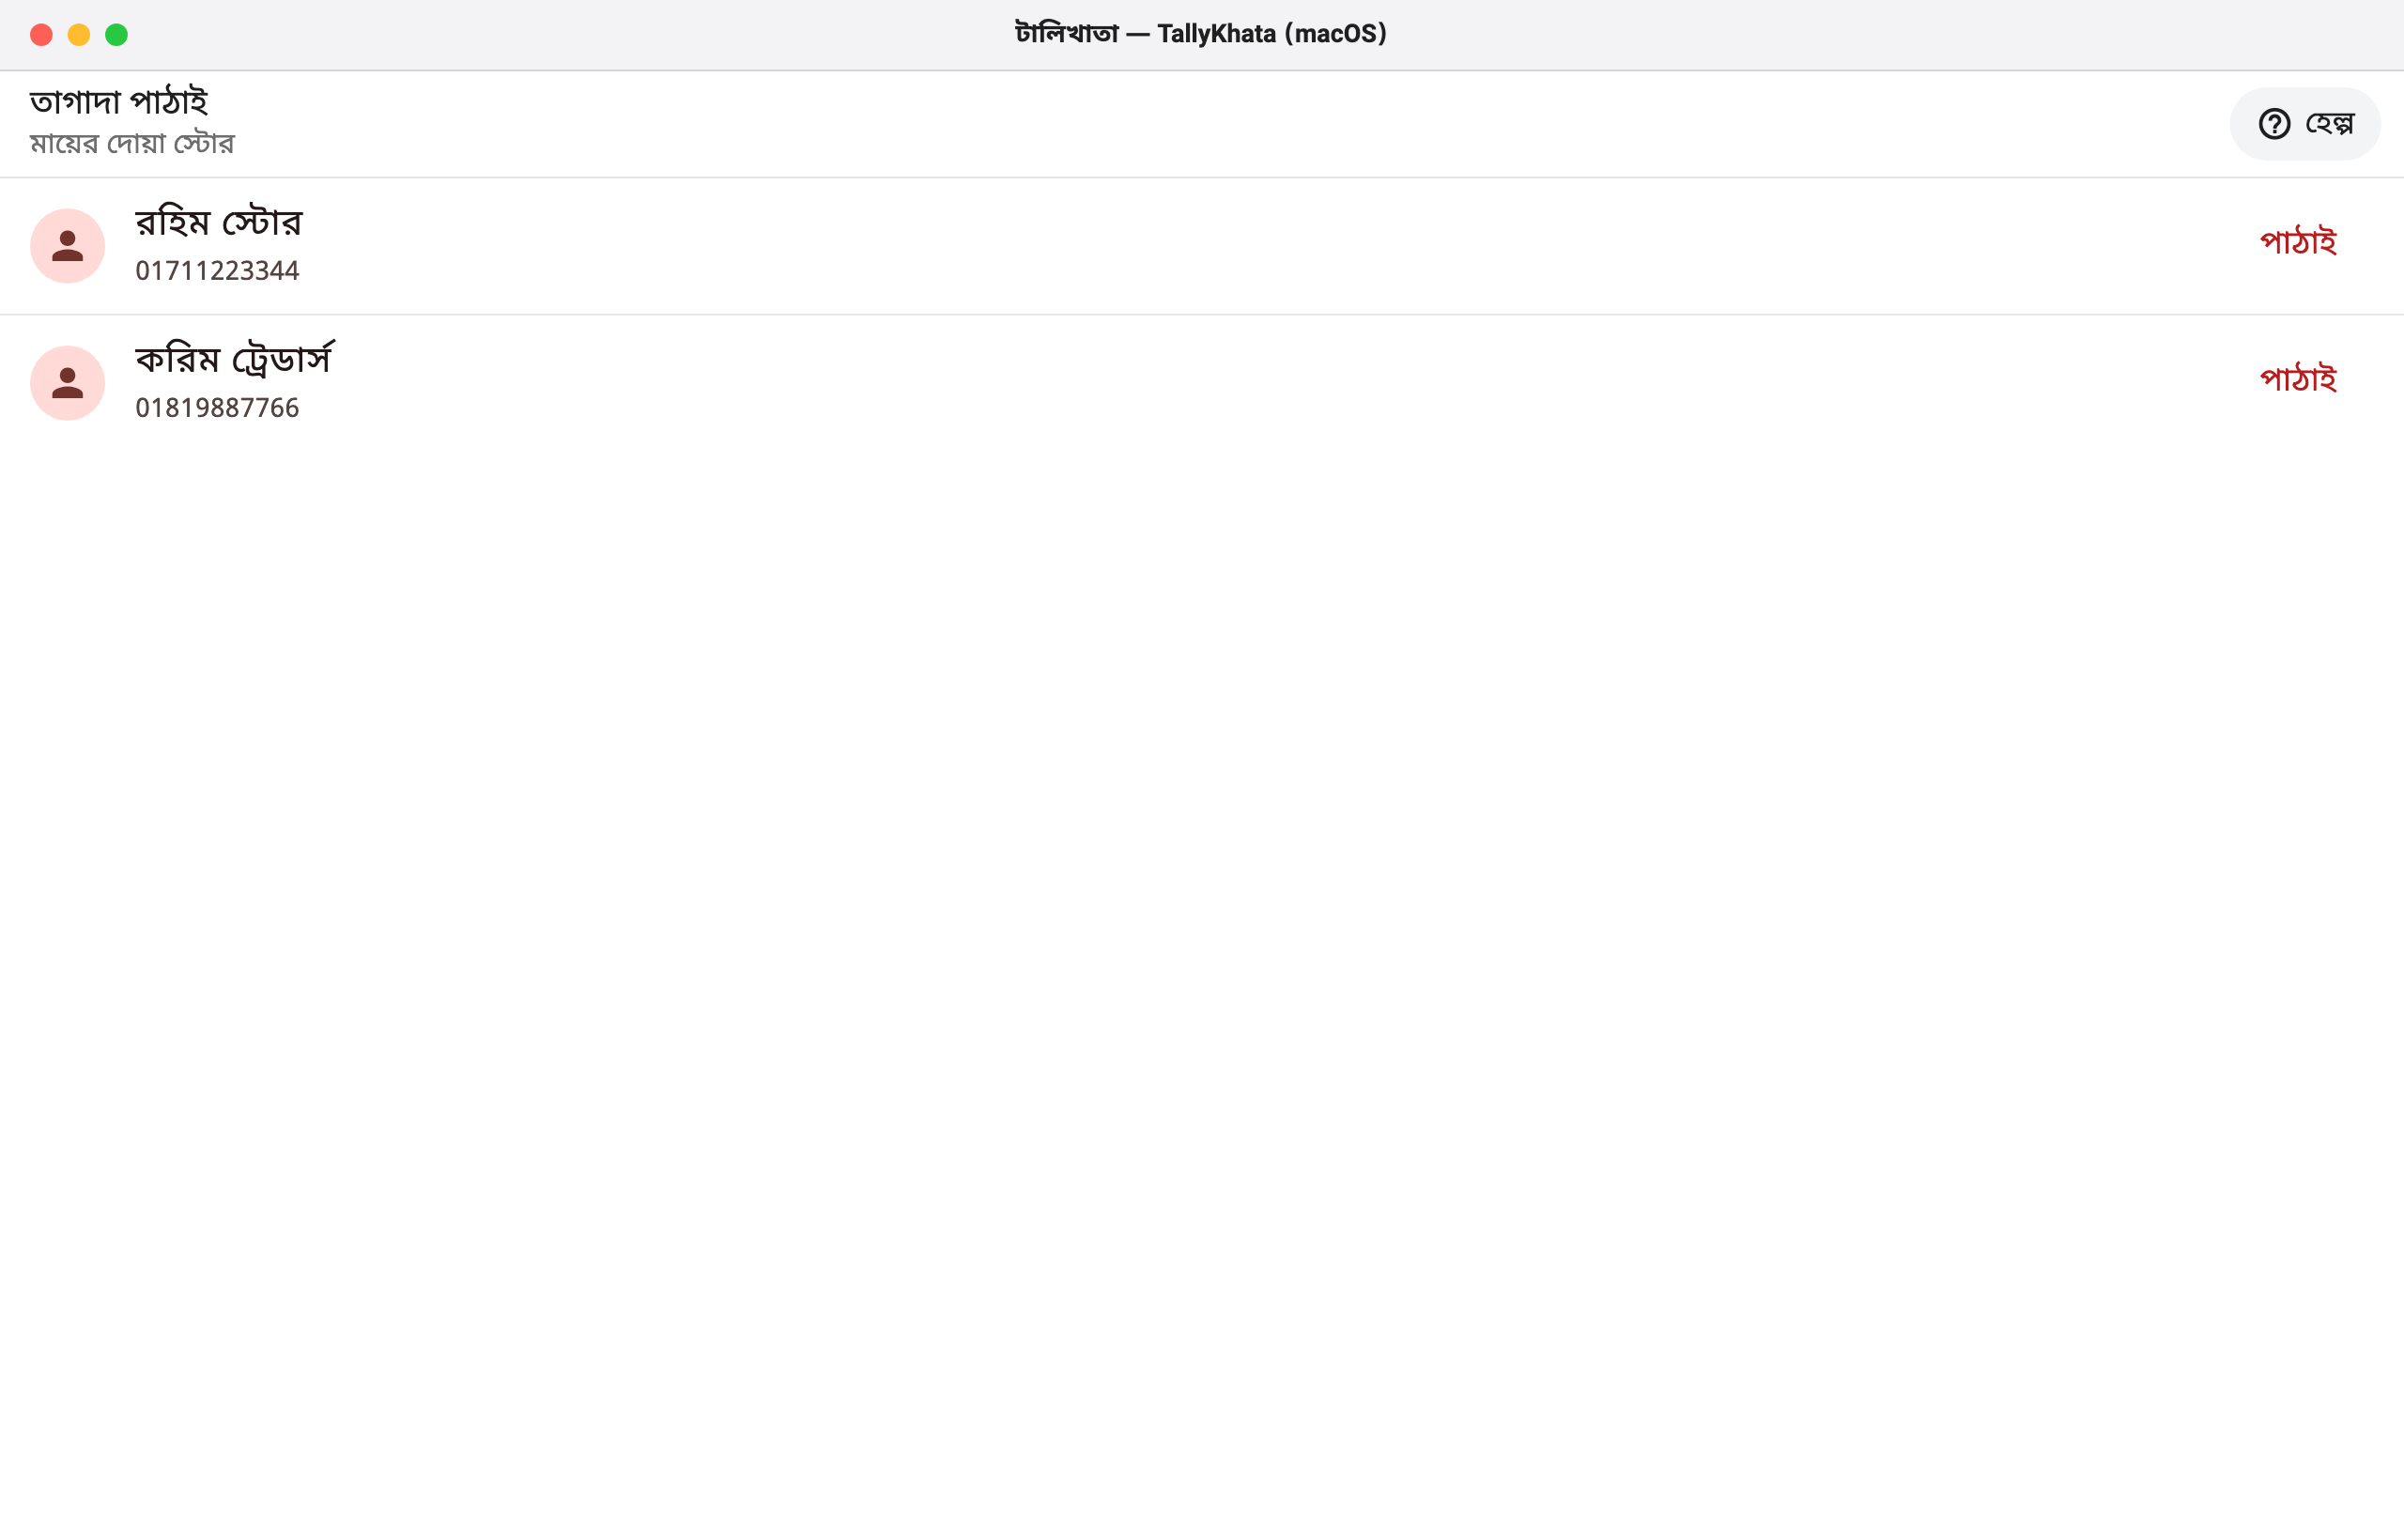 টালিখাতা — TallyKhata (macOS)
তাগাদা পাঠাই
মায়ের দোয়া স্টোর
হেল্প
রহিম স্টোর
01711223344
পাঠাই
করিম ট্রেডার্স
01819887766
পাঠাই